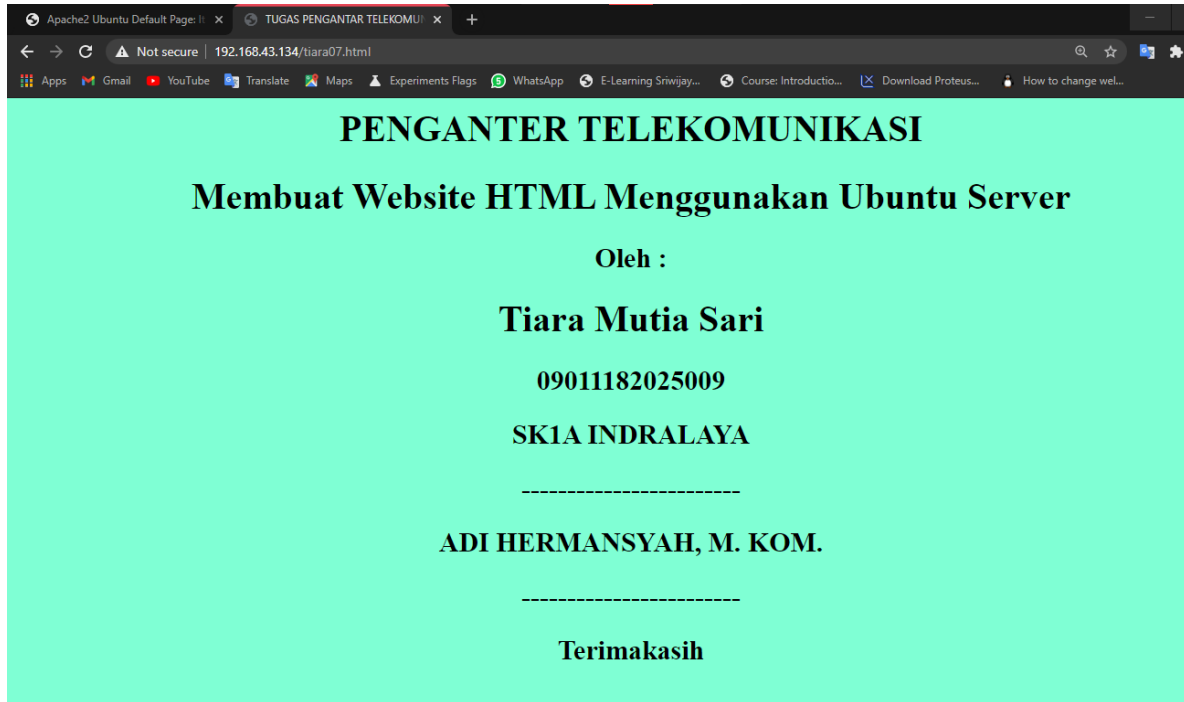 Apache2 Ubuntu Default Page: It
TUGAS PENGANTAR TELEKOMUN
Not secure | 192.168.43.134/tiara07.html
Apps Gmail YouTube Translate Maps Experiments Flags WhatsApp E-Learning Sriwijay... Course: Introductio... Download Proteus... How to change wel...
PENGANTER TELEKOMUNIKASI
Membuat Website HTML Menggunakan Ubuntu Server
Oleh :
Tiara Mutia Sari
09011182025009
SK1A INDRALAYA
------------------------
ADI HERMANSYAH, M. KOM.
------------------------
Terimakasih